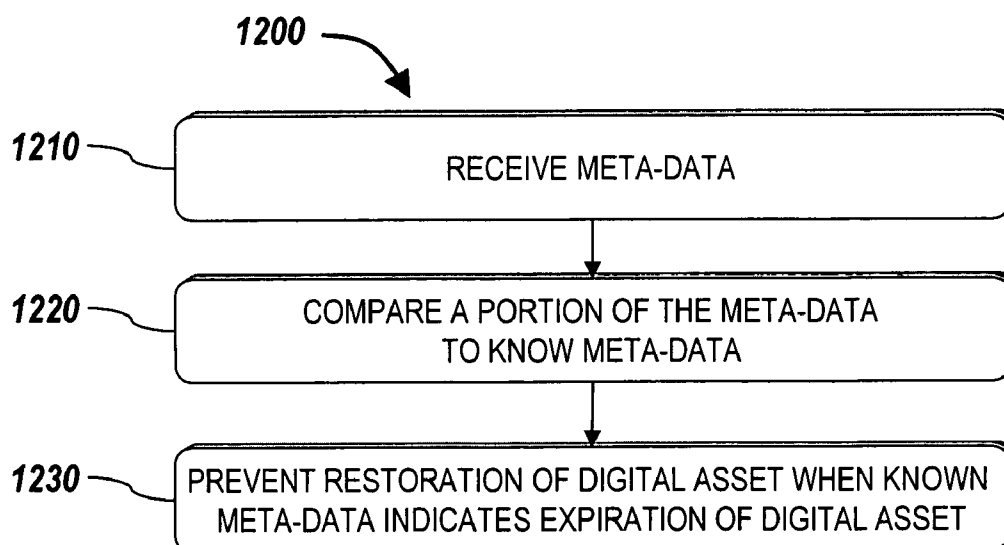 1200
1210
RECEIVE META-DATA
1220
COMPARE A PORTION OF THE META-DATA
TO KNOW META-DATA
1230
PREVENT RESTORATION OF DIGITAL ASSET WHEN KNOWN
META-DATA INDICATES EXPIRATION OF DIGITAL ASSET